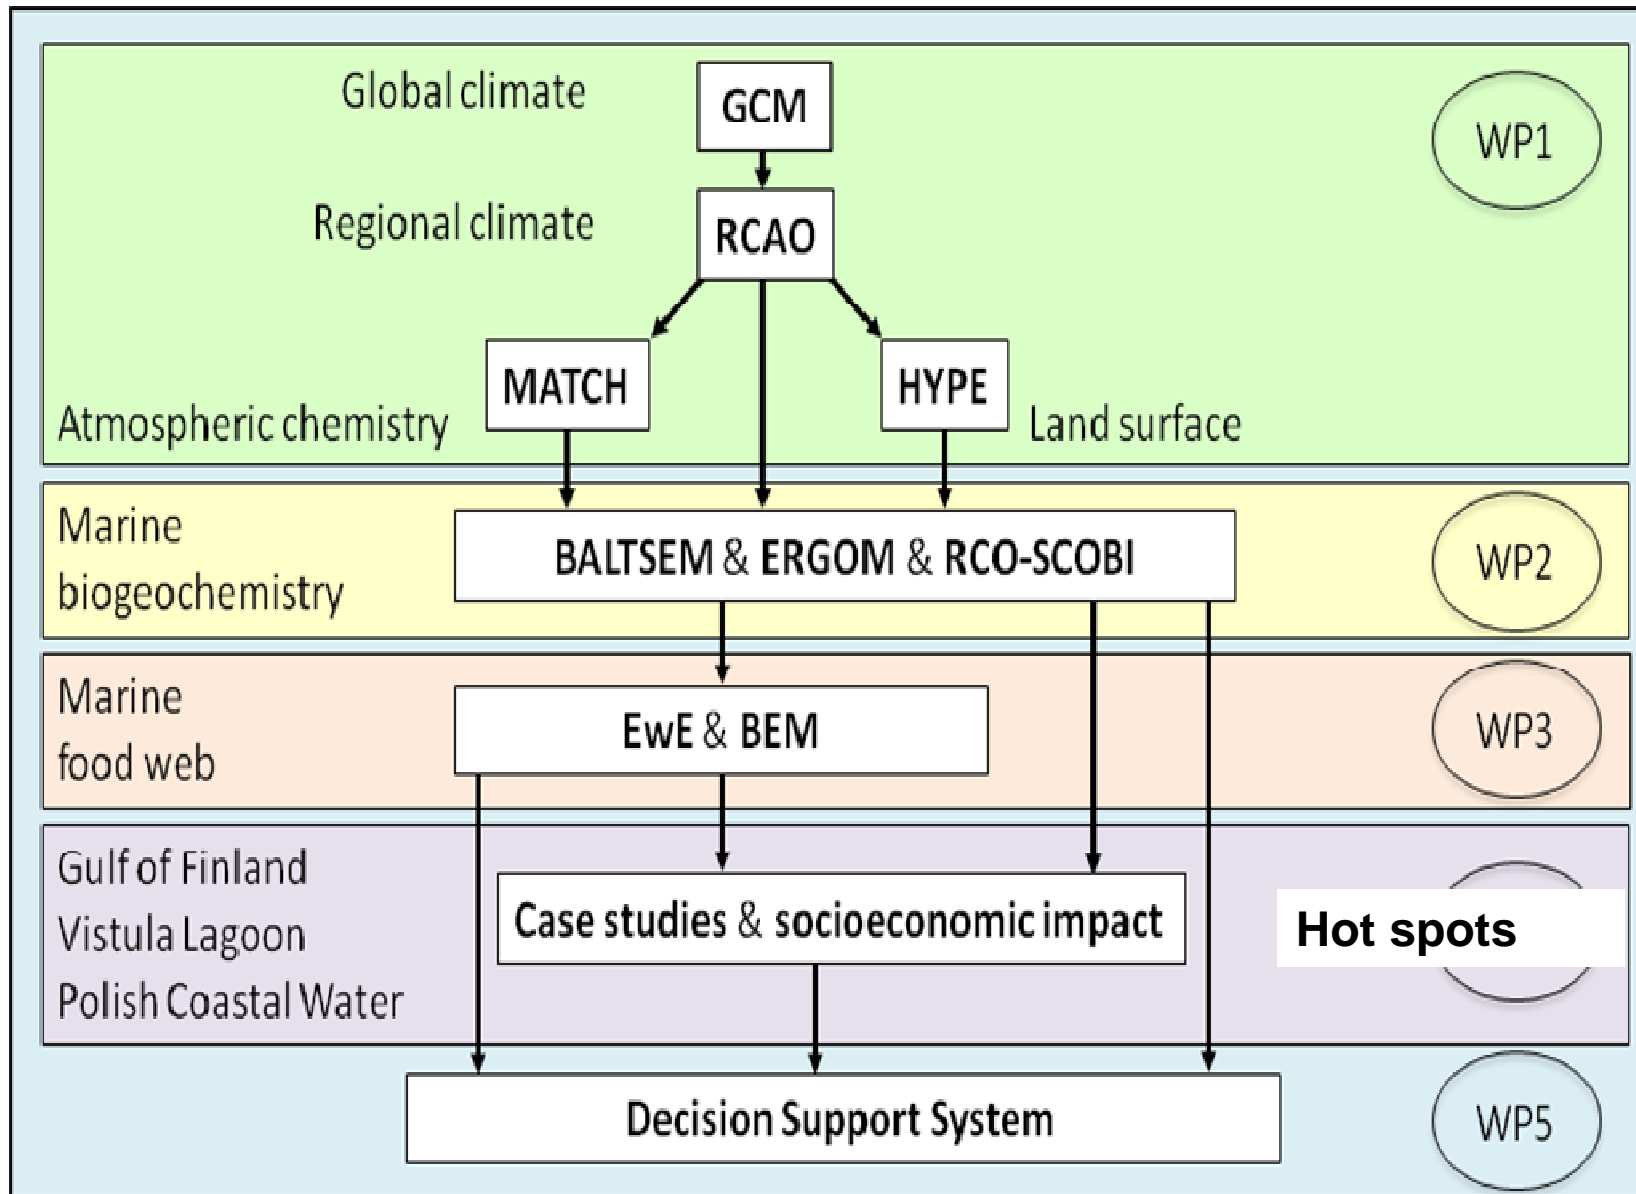 Global climate
GCM
WP1
Regional climate
RCAO
MATCH
HYPE
Atmospheric chemistry
Land surface
Marine
biogeochemistry
BALTSEM & ERGOM & RCO-SCOBI
WP2
Marine
food web
EwE & BEM
WP3
Gulf of Finland
Vistula Lagoon
Polish Coastal Water
Case studies & socioeconomic impact
Hot spots
Decision Support System
WP5